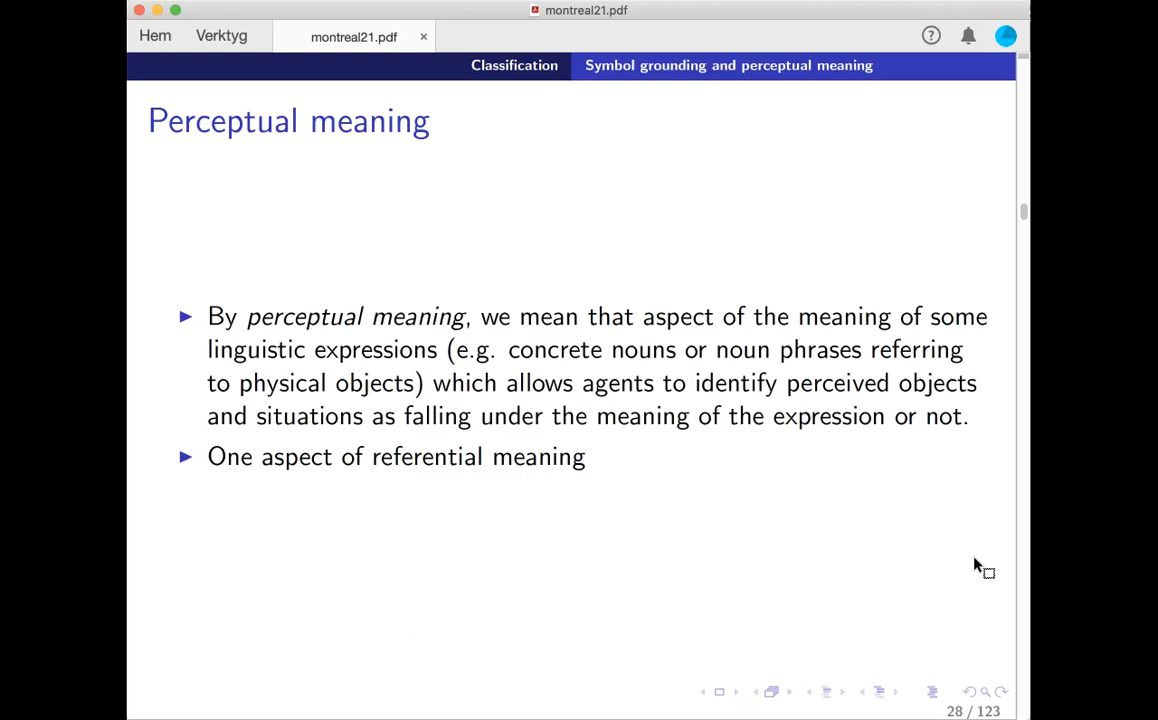 montreal21.pdf
Hem Verktyg montreal21.pdf ×
Classification Symbol grounding and perceptual meaning
Perceptual meaning
▶ By perceptual meaning, we mean that aspect of the meaning of some
linguistic expressions (e.g. concrete nouns or noun phrases referring
to physical objects) which allows agents to identify perceived objects
and situations as falling under the meaning of the expression or not.
▶ One aspect of referential meaning
28 / 123